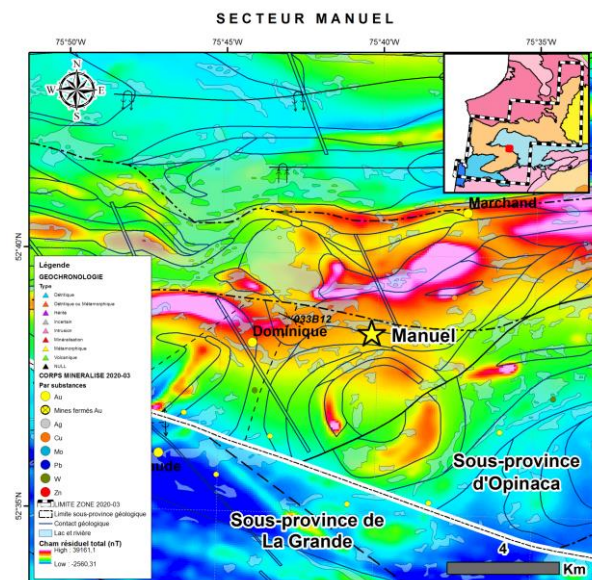 SECTEUR MANUEL
75°50' 75°45' 75°40' 75°35'
N
W E
S
Marchand
52°40'N
033B12
Dominique
Manuel
Légende
GEOCHRONOLOGIE
Type
Détritique
Détritique ou Métamorphique
Hérité
Incertain
Intrusion
Minéralisation
Métamorphique
Volcanique
NULL
CORPS MINERALISE 2020-03
Par substances
Au
Mines fermés Au
Ag
Cu
Mo
Pb
W
Zn
LIMITE ZONE 2020-03
Limite sous-province géologique
Contact géologique
Lac et rivière
Cham résiduel total (nT)
High : 39161,1
Low : -2560,31
52°35'N
Sous-province
d'Opinaca
Sous-province de
La Grande
4
Km